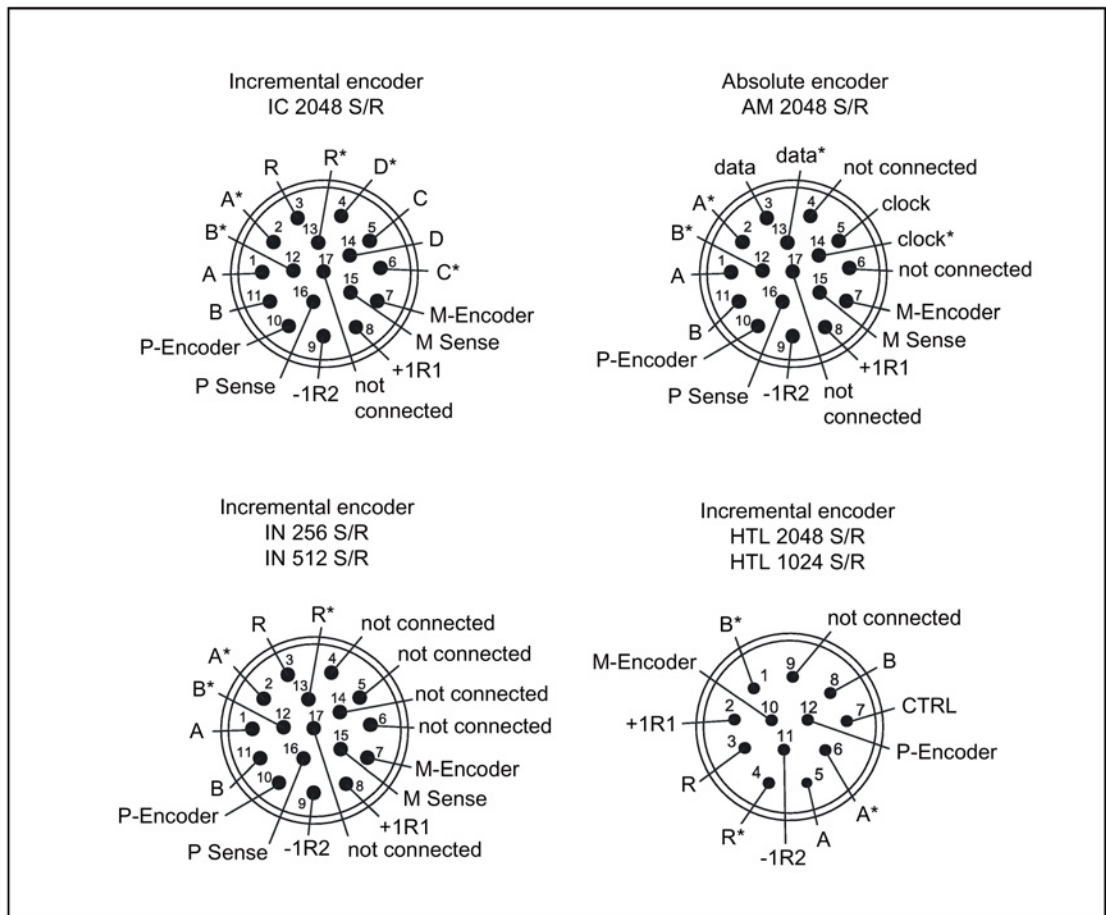 Incremental encoder
IC 2048 S/R
R
R*
D*
A*
C
B*
D
A
C*
B
M-Encoder
P-Encoder
M Sense
P Sense
-1R2
+1R1
not
connected
1
2
3
4
5
6
7
8
9
10
11
12
13
14
15
16
17
Absolute encoder
AM 2048 S/R
data
data*
not connected
A*
clock
B*
clock*
A
not connected
B
M-Encoder
P-Encoder
M Sense
P Sense
-1R2
+1R1
not
connected
1
2
3
4
5
6
7
8
9
10
11
12
13
14
15
16
17
Incremental encoder
IN 256 S/R
IN 512 S/R
R
R*
not connected
A*
not connected
B*
not connected
A
not connected
B
M-Encoder
P-Encoder
M Sense
P Sense
-1R2
+1R1
not connected
1
2
3
4
5
6
7
8
9
10
11
12
13
14
15
16
17
Incremental encoder
HTL 2048 S/R
HTL 1024 S/R
B*
not connected
M-Encoder
B
+1R1
CTRL
P-Encoder
R
A*
R*
A
-1R2
1
2
3
4
5
6
7
8
9
10
11
12